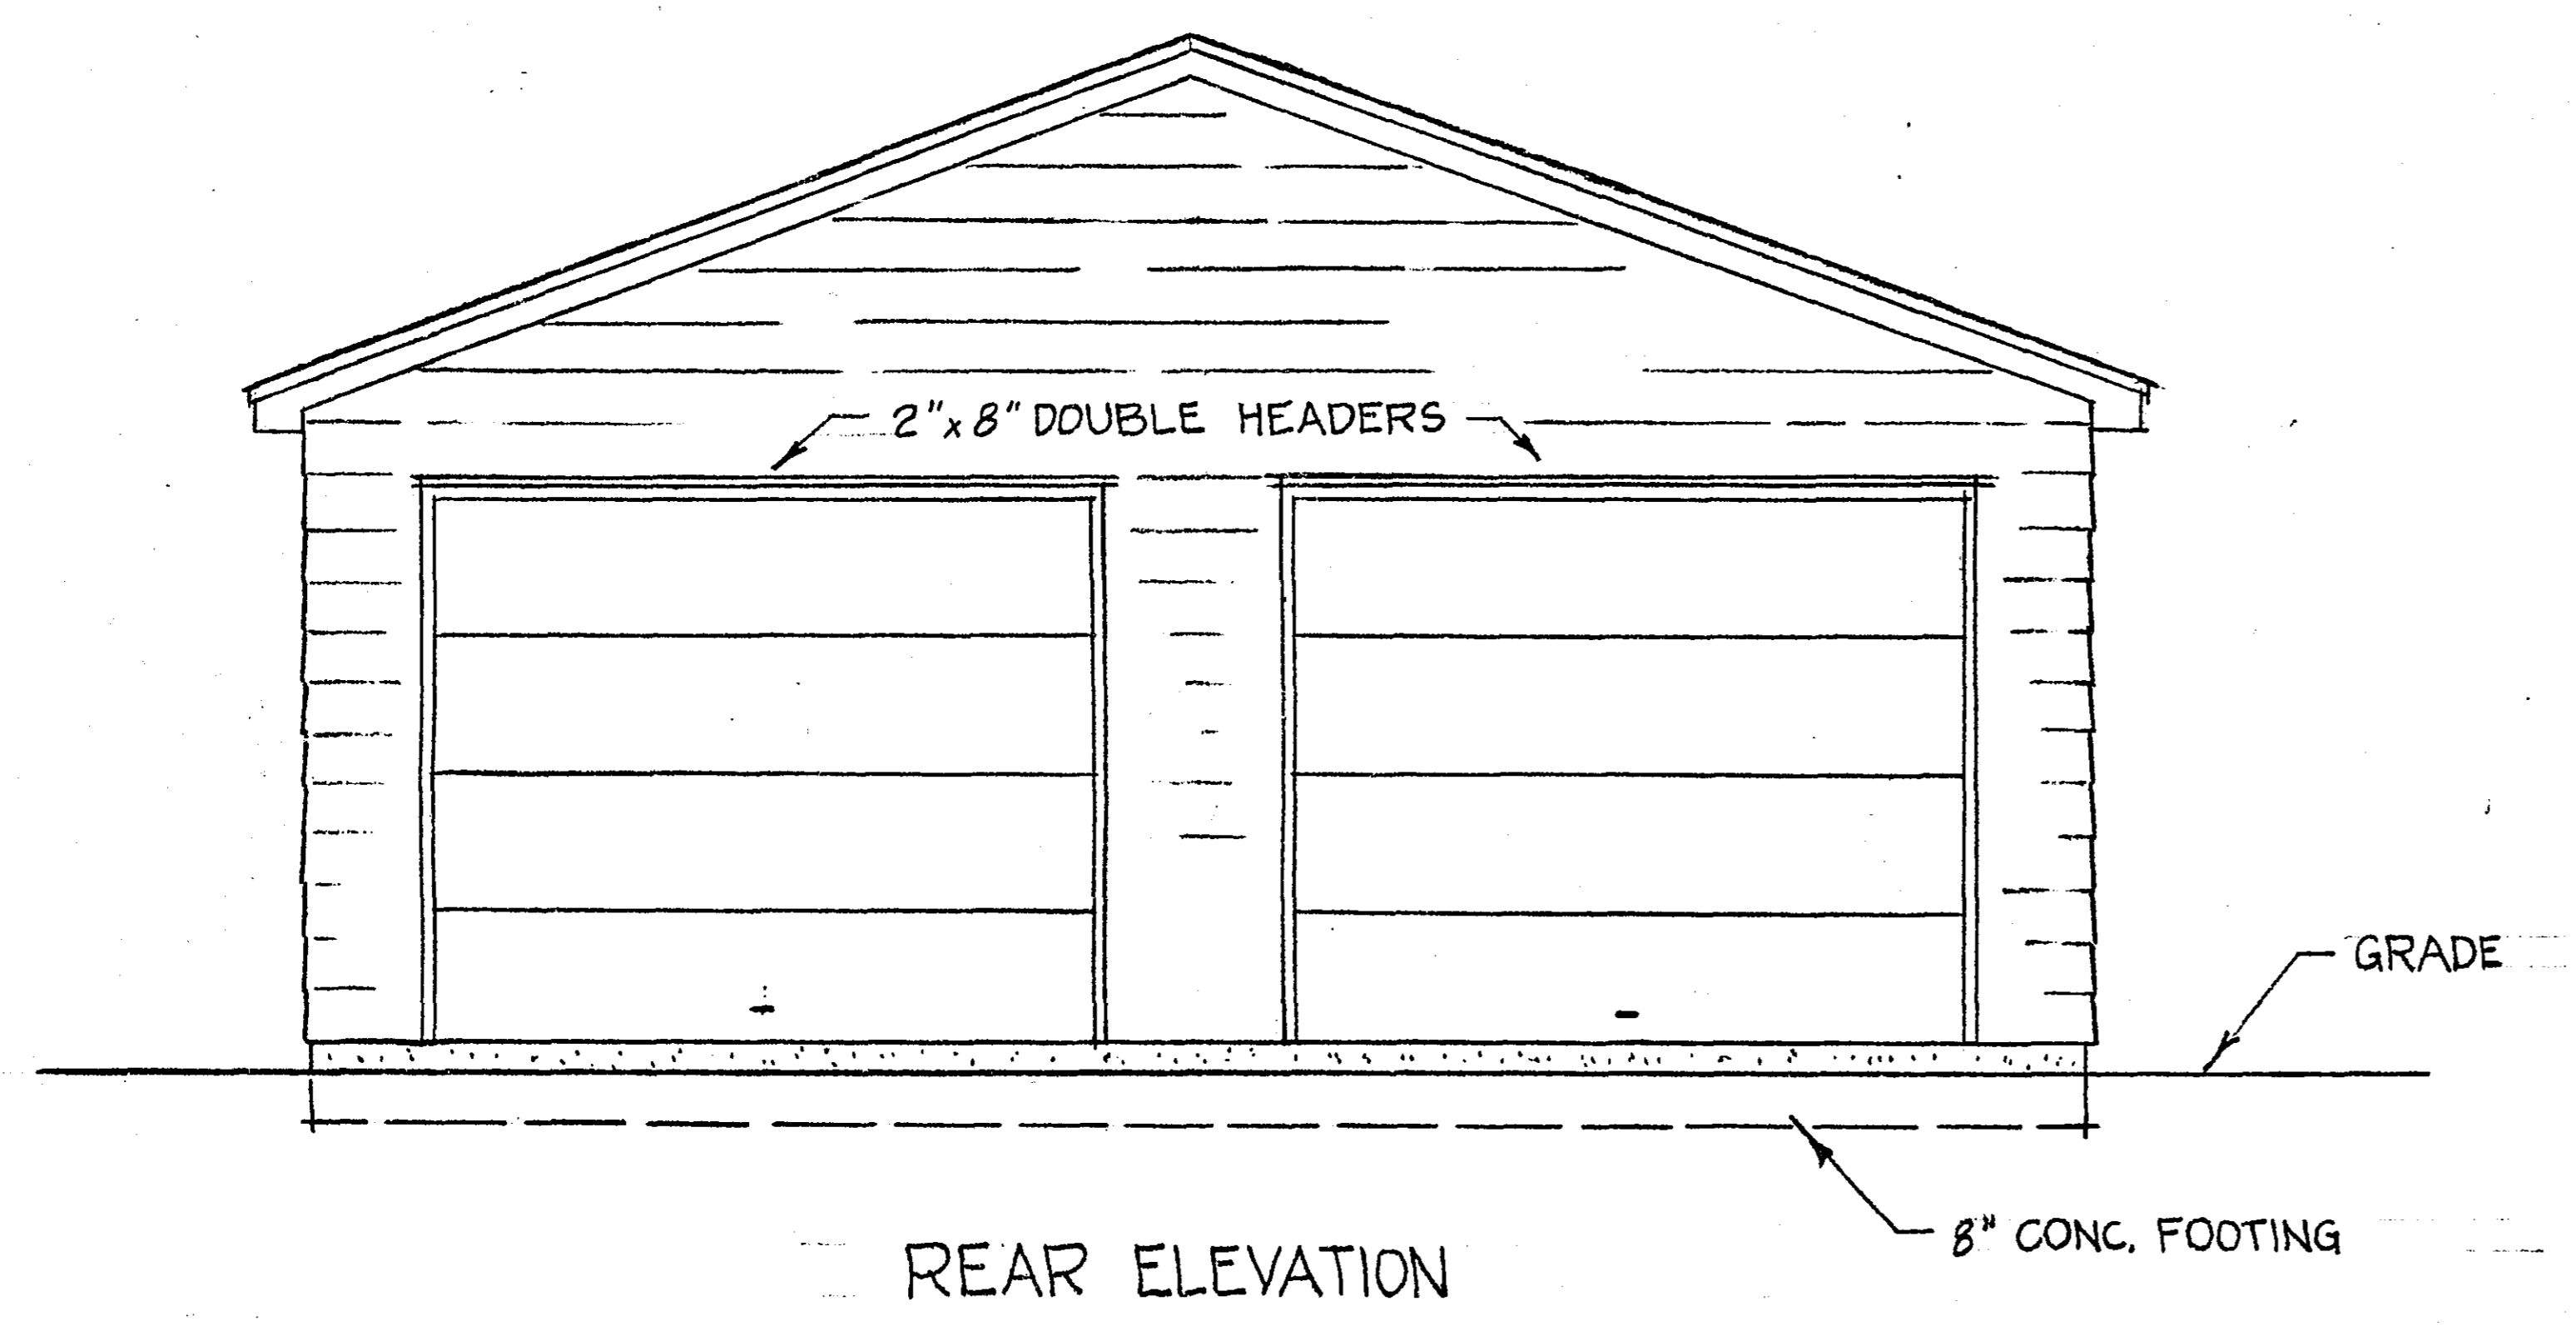 2"x8" DOUBLE HEADERS
GRADE
8" CONC. FOOTING
REAR ELEVATION